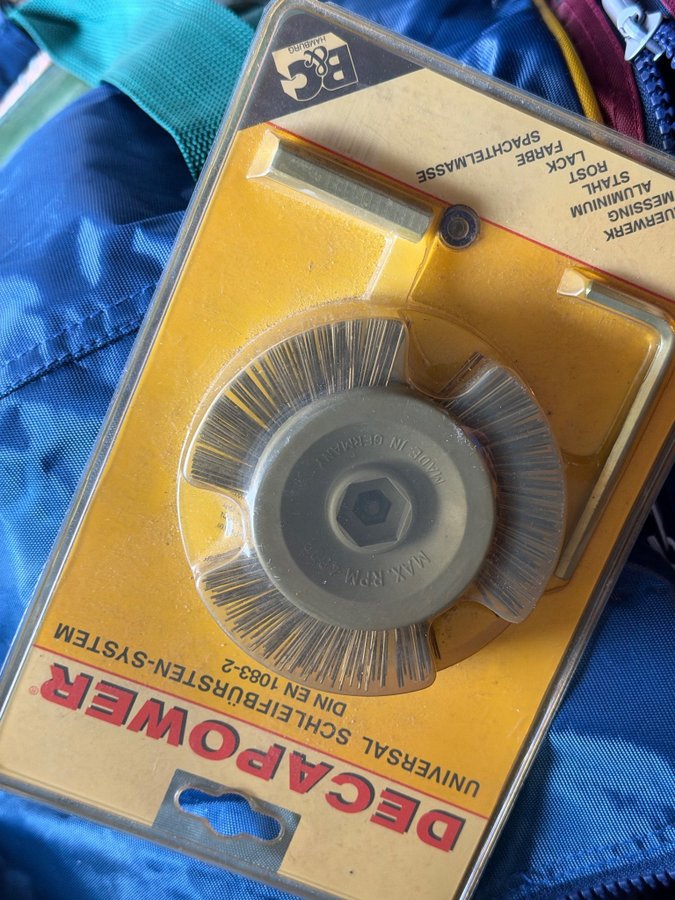 DECAPOWER®
UNIVERSAL SCHLEIFBÜRSTEN-SYSTEM
DIN EN 1083-2
MAX. RPM
MADE IN GERMANY
MESSING
ALUMINIUM
STAHL
ROST
LACK
FARBE
SPACHTELMASSE
B&C
HAMBURG